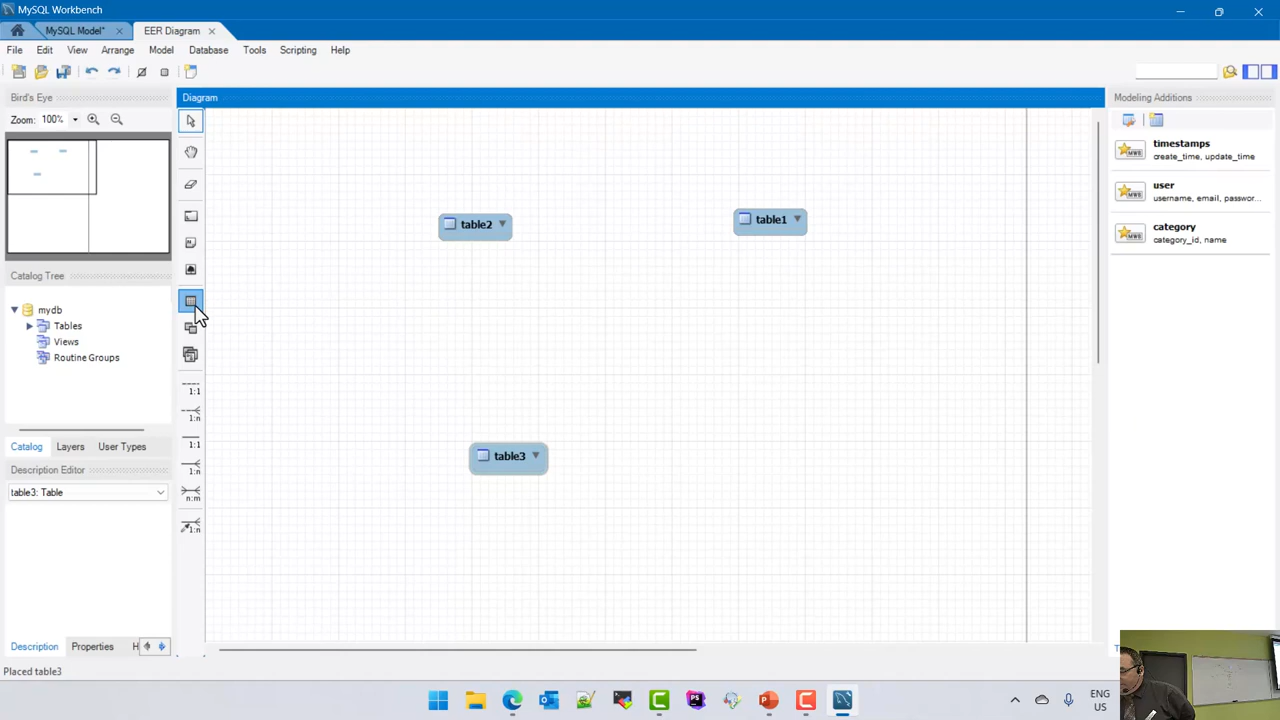 MySQL Workbench
MySQL Model*
EER Diagram
File Edit View Arrange Model Database Tools Scripting Help
Bird's Eye
Zoom: 100%
Diagram
Modeling Additions
timestamps
create_time, update_time
user
username, email, passwor...
category
category_id, name
table2
table1
table3
Catalog Tree
mydb
Tables
Views
Routine Groups
1:1
1:n
1:1
1:n
n:m
1:n
Catalog Layers User Types
Description Editor
table3: Table
Description Properties H
Placed table3
ENG
US